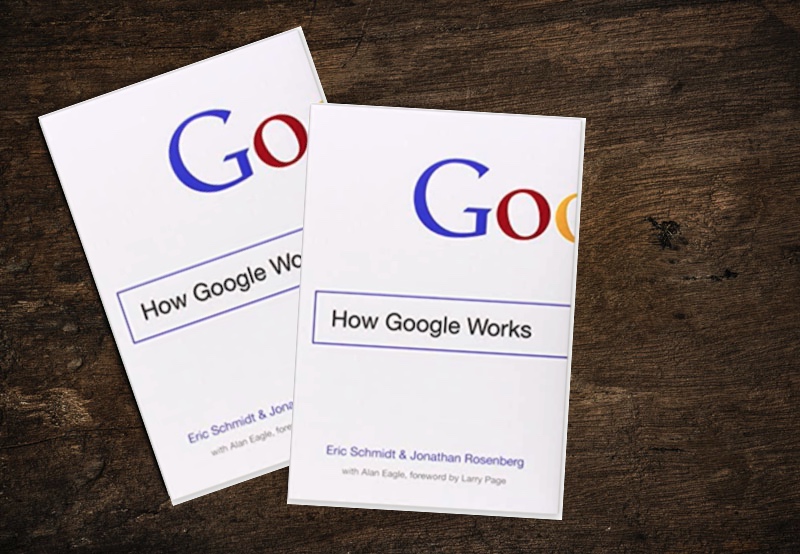 Go
How Google Wo
Eric Schmidt & Jona
with Alan Eagle, fore
Goo
How Google Works
Eric Schmidt & Jonathan Rosenberg
with Alan Eagle, foreword by Larry Page